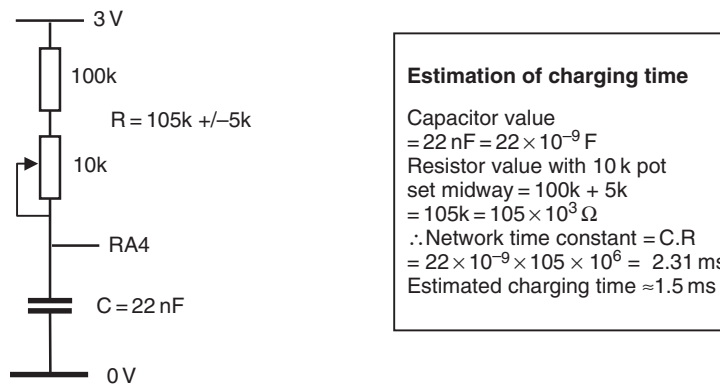 3 V
100k
R = 105k +/–5k
10k
RA4
C = 22 nF
0 V
Estimation of charging time
Capacitor value
= 22 nF = 22 × 10⁻⁹ F
Resistor value with 10 k pot
set midway = 100k + 5k
= 105k = 105 × 10³ Ω
∴ Network time constant = C.R
= 22 × 10⁻⁹ × 105 × 10⁶ = 2.31 ms
Estimated charging time ≈1.5 ms